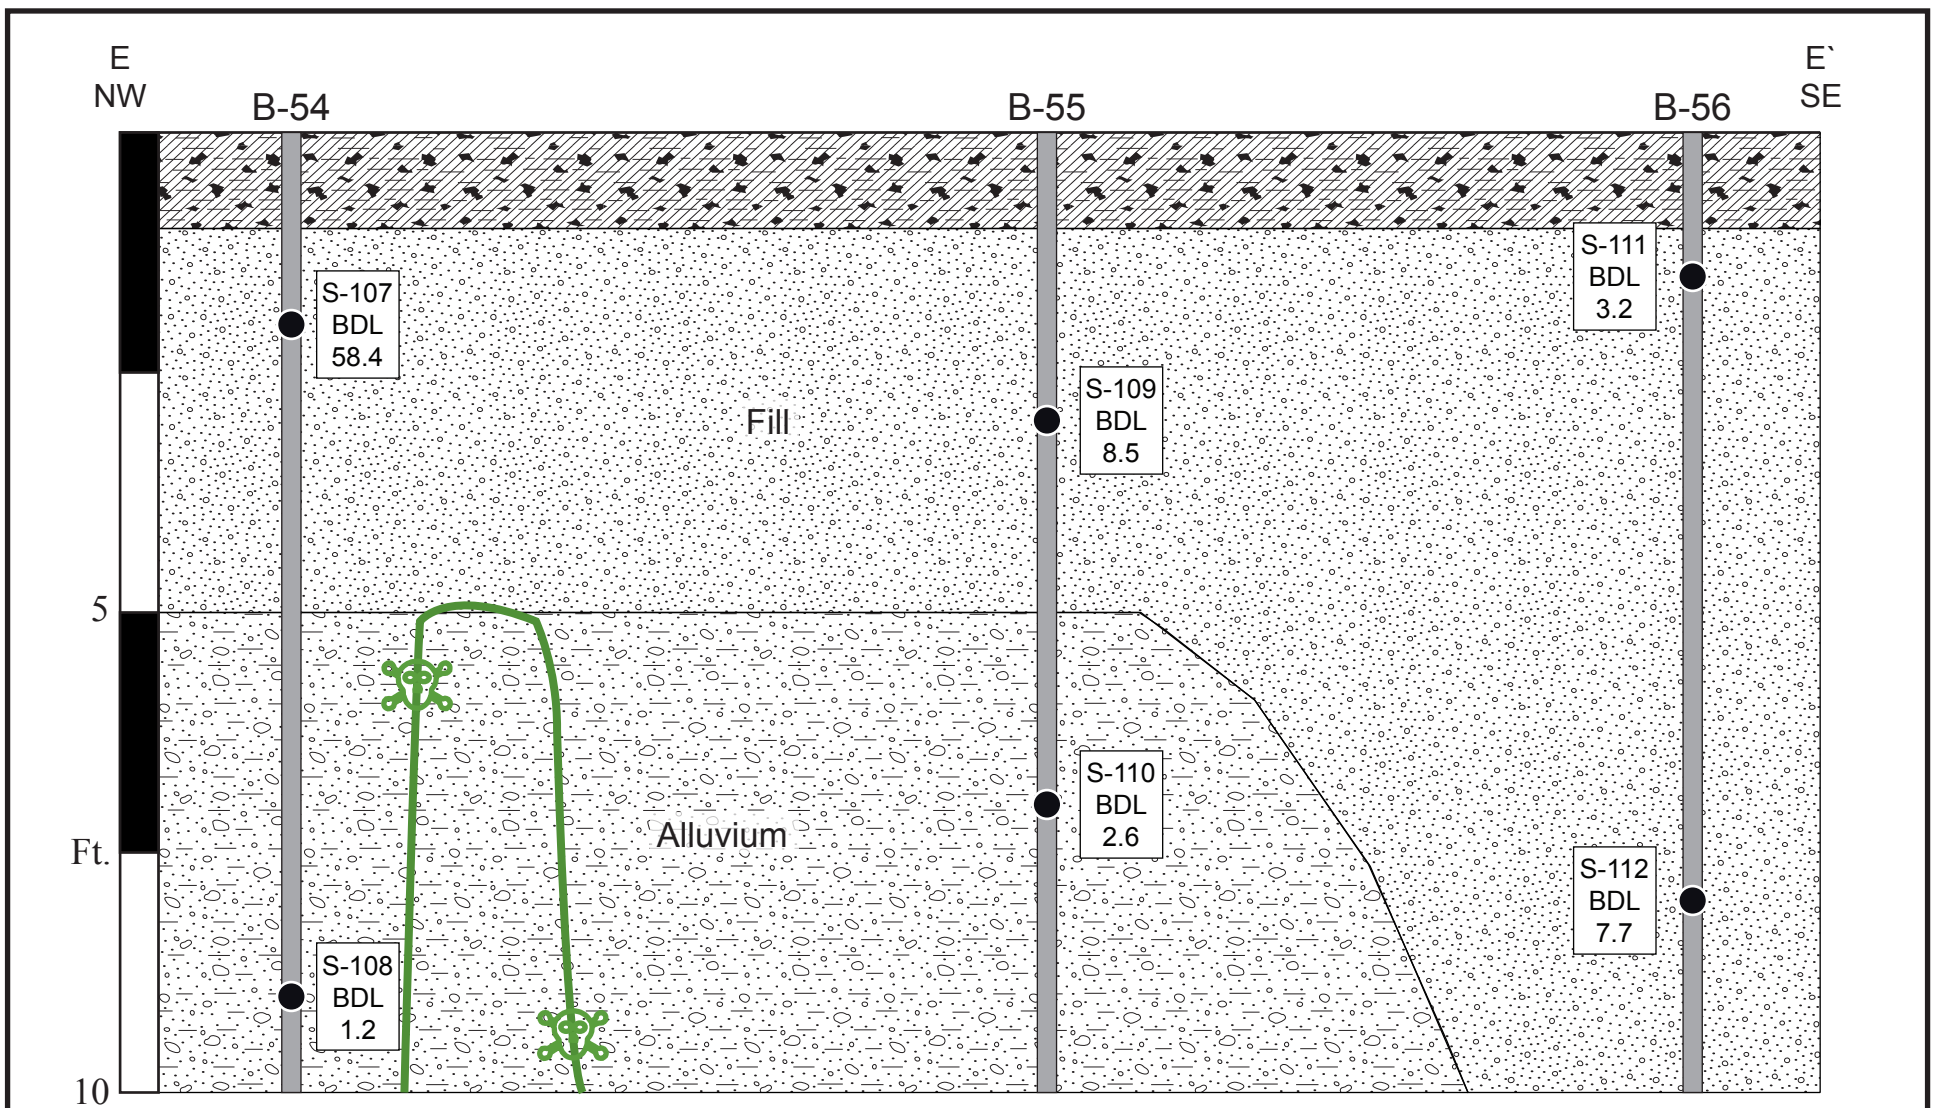 E
NW
E`
SE
B-54
B-55
B-56
S-111
BDL
3.2
S-107
BDL
58.4
S-109
BDL
8.5
Fill
5
S-110
BDL
2.6
Alluvium
Ft.
S-112
BDL
7.7
S-108
BDL
1.2
10